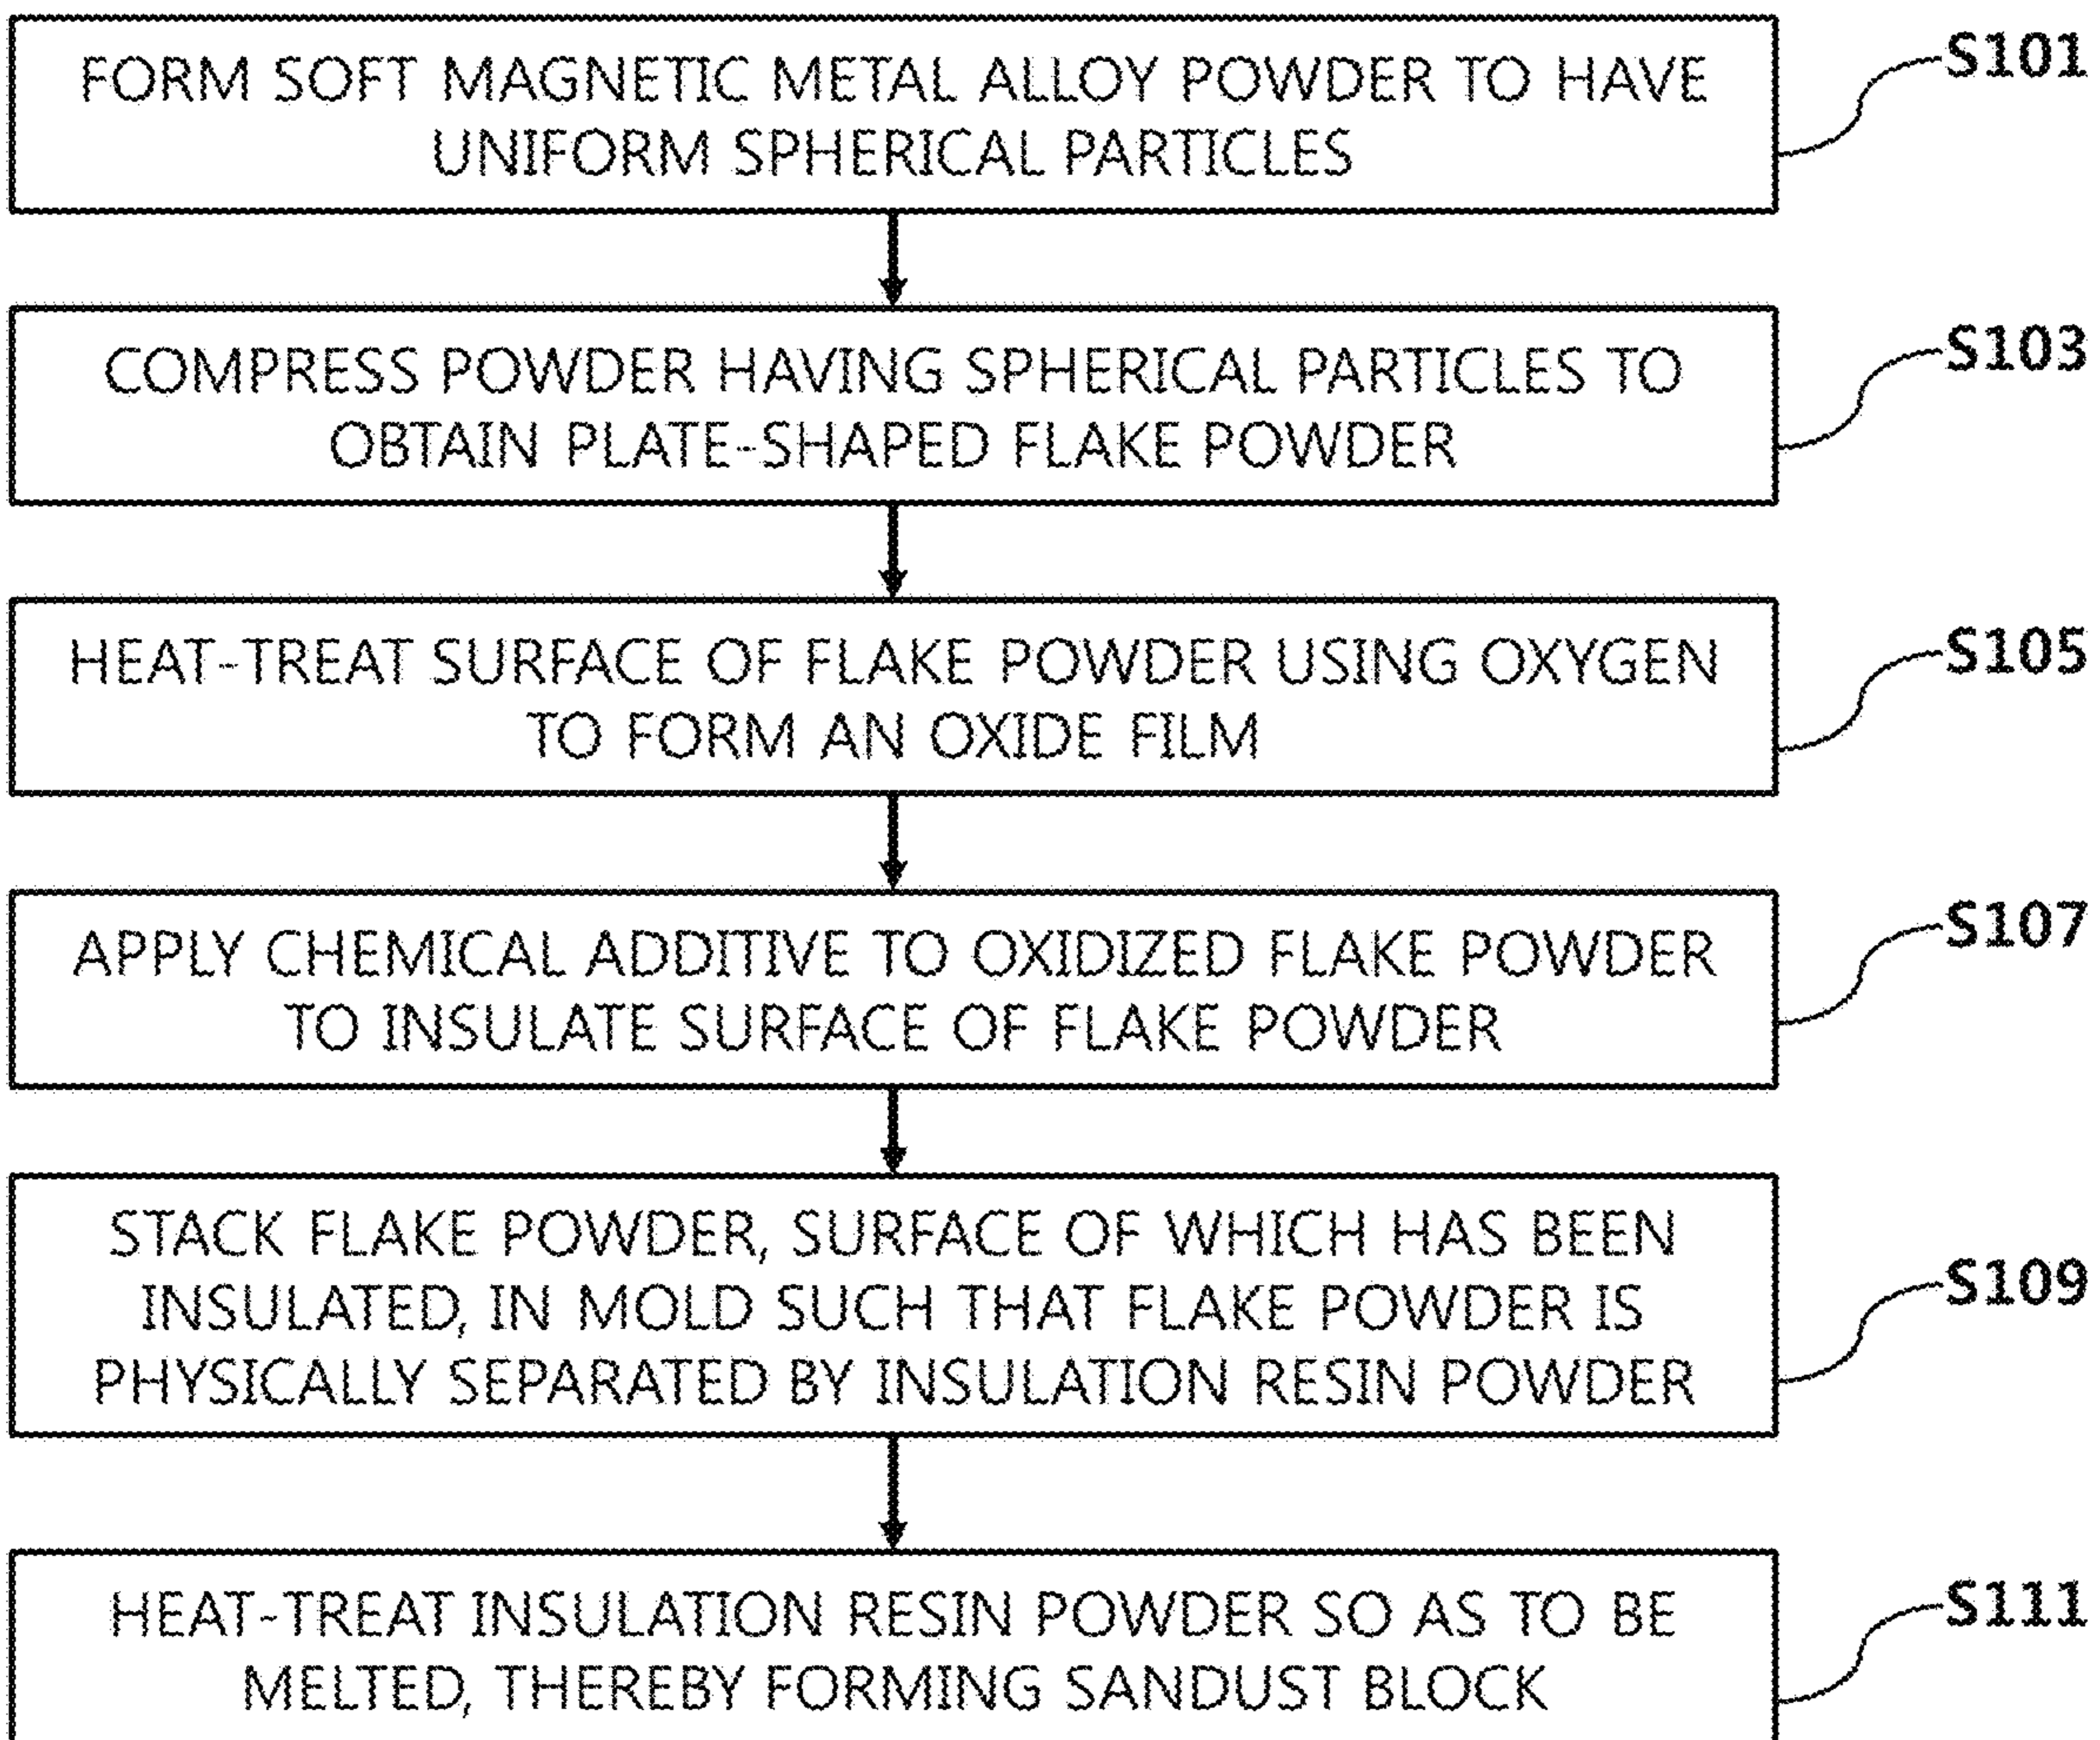 FORM SOFT MAGNETIC METAL ALLOY POWDER TO HAVE
UNIFORM SPHERICAL PARTICLES
S101
COMPRESS POWDER HAVING SPHERICAL PARTICLES TO
OBTAIN PLATE-SHAPED FLAKE POWDER
S103
HEAT-TREAT SURFACE OF FLAKE POWDER USING OXYGEN
TO FORM AN OXIDE FILM
S105
APPLY CHEMICAL ADDITIVE TO OXIDIZED FLAKE POWDER
TO INSULATE SURFACE OF FLAKE POWDER
S107
STACK FLAKE POWDER, SURFACE OF WHICH HAS BEEN
INSULATED, IN MOLD SUCH THAT FLAKE POWDER IS
PHYSICALLY SEPARATED BY INSULATION RESIN POWDER
S109
HEAT-TREAT INSULATION RESIN POWDER SO AS TO BE
MELTED, THEREBY FORMING SANDUST BLOCK
S111